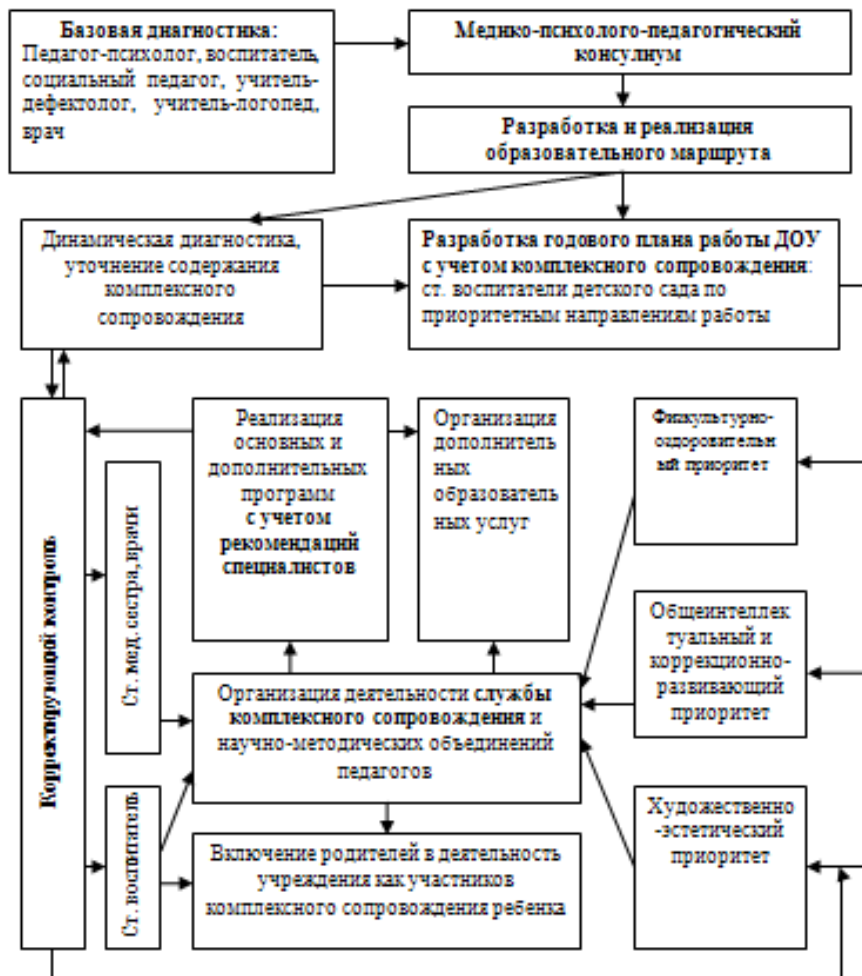 Базовая диагностика:
Педагог-психолог, воспитатель,
социальный педагог, учитель-
дефектолог, учитель-логопед,
врач
Медико-психолого-педагогический
консулиум
Разработка и реализация
образовательного маршрута
Динамическая диагностика,
уточнение содержания
комплексного
сопровождения
Разработка годового плана работы ДОУ
с учетом комплексного сопровождения:
ст. воспитатели детского сада по
приоритетным направлениям работы
Корректирующий контроль
Ст. мед. сестра, врачи
Ст. воспитатель
Реализация
основных и
дополнительных
программ
с учетом
рекомендаций
специалистов
Организация
дополнитель
ных
образователь
ных услуг
Физкультурно-
оздоровительн
ый приоритет
Общеинтеллек
туальный и
коррекционно-
развивающий
приоритет
Организация деятельности службы
комплексного сопровождения и
научно-методических объединений
педагогов
Художественно
-эстетический
приоритет
Включение родителей в деятельность
учреждения как участников
комплексного сопровождения ребенка